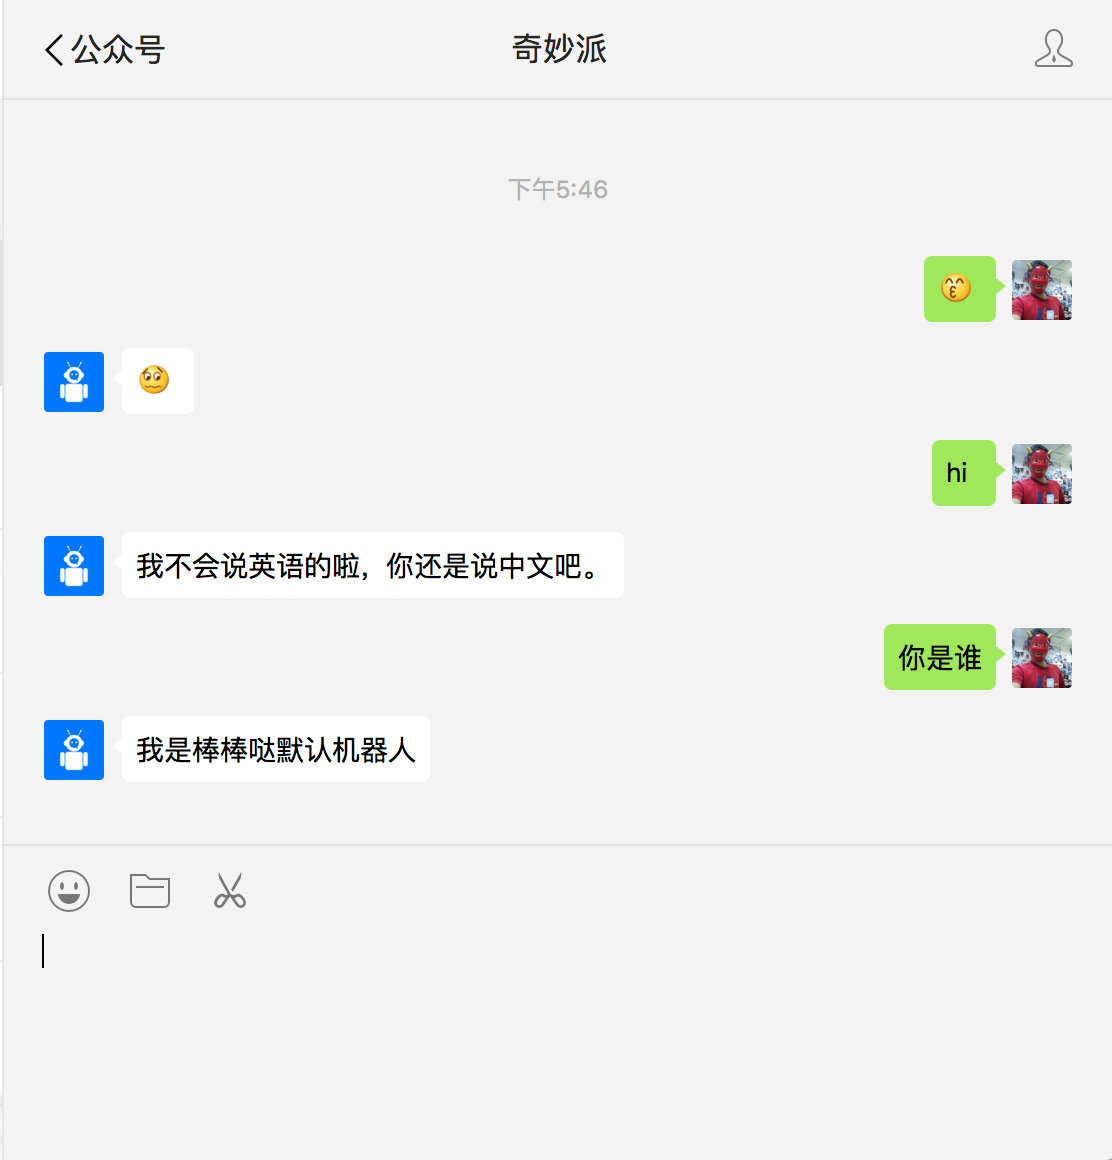 公众号
奇妙派
下午5:46
😙
😖
hi
我不会说英语的啦，你还是说中文吧。
你是谁
我是棒棒哒默认机器人